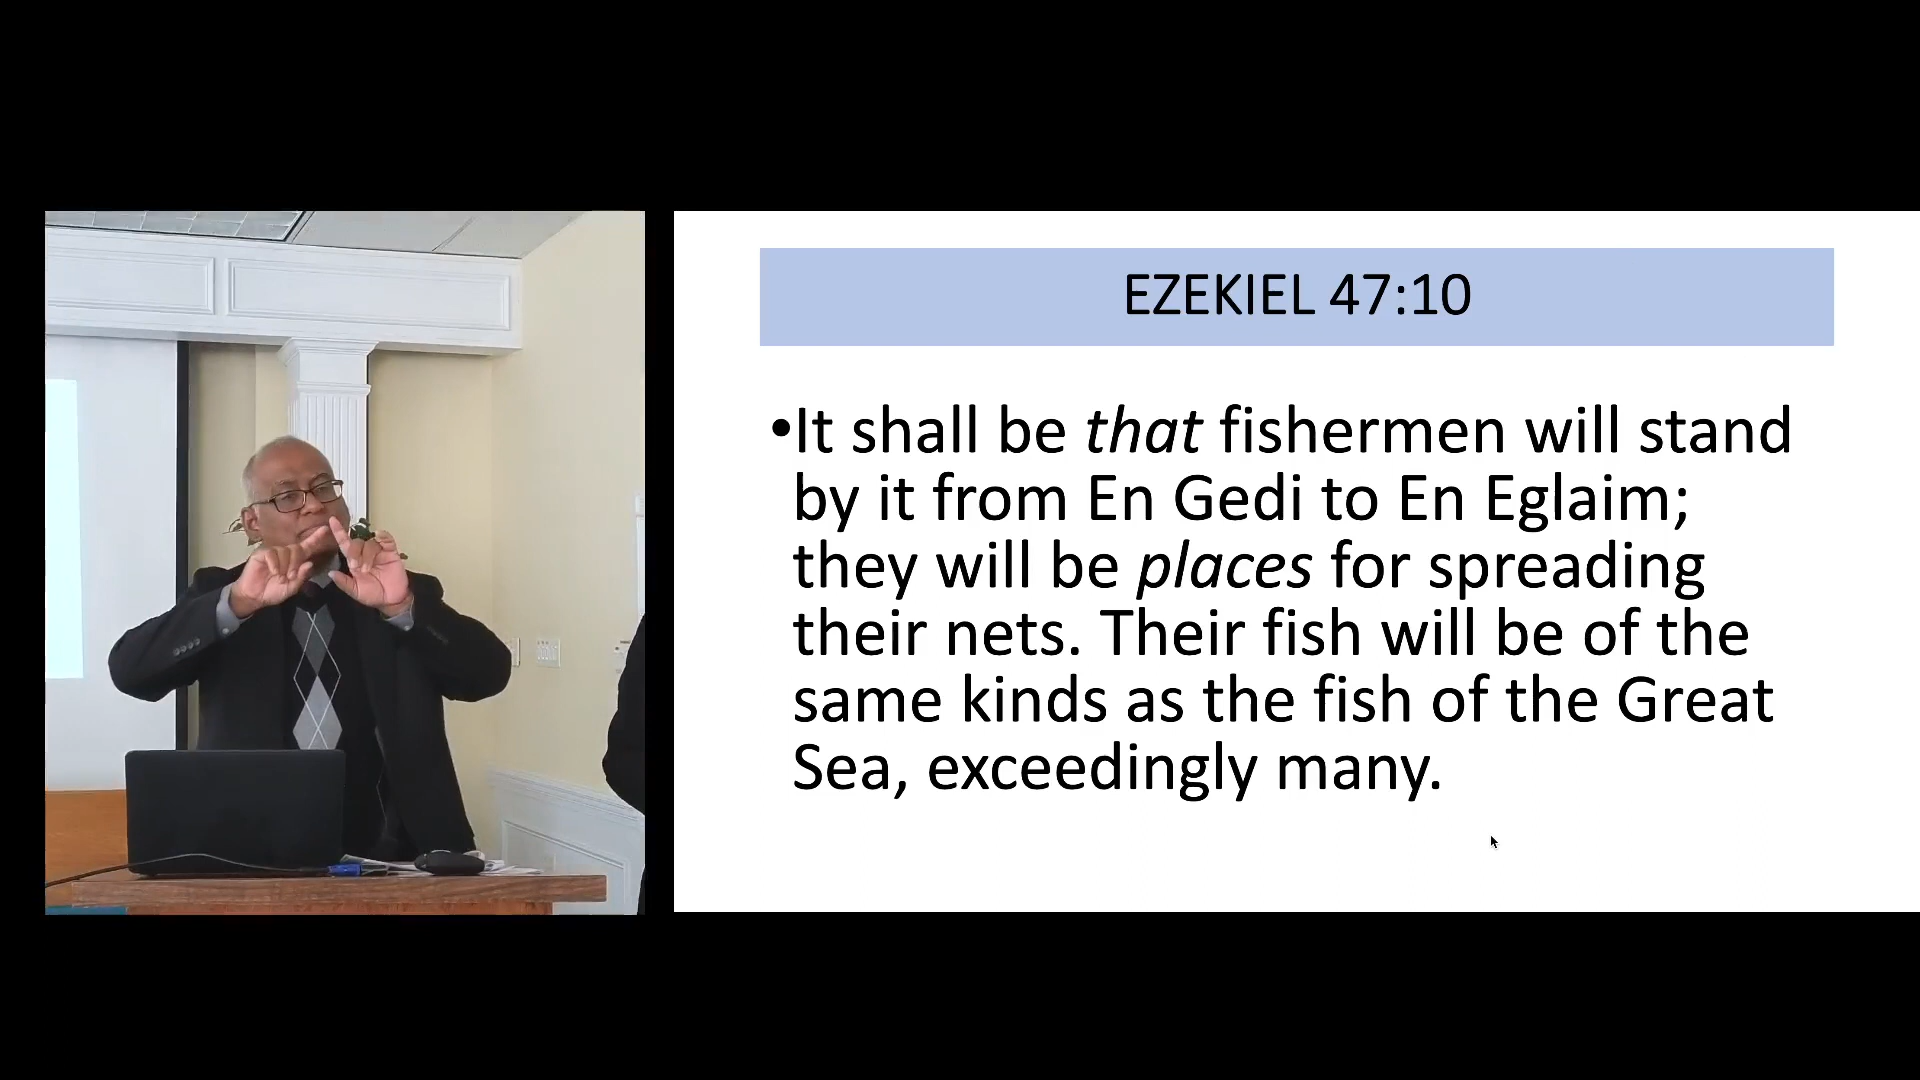 EZEKIEL 47:10
•It shall be that fishermen will stand
by it from En Gedi to En Eglaim;
they will be places for spreading
their nets. Their fish will be of the
same kinds as the fish of the Great
Sea, exceedingly many.